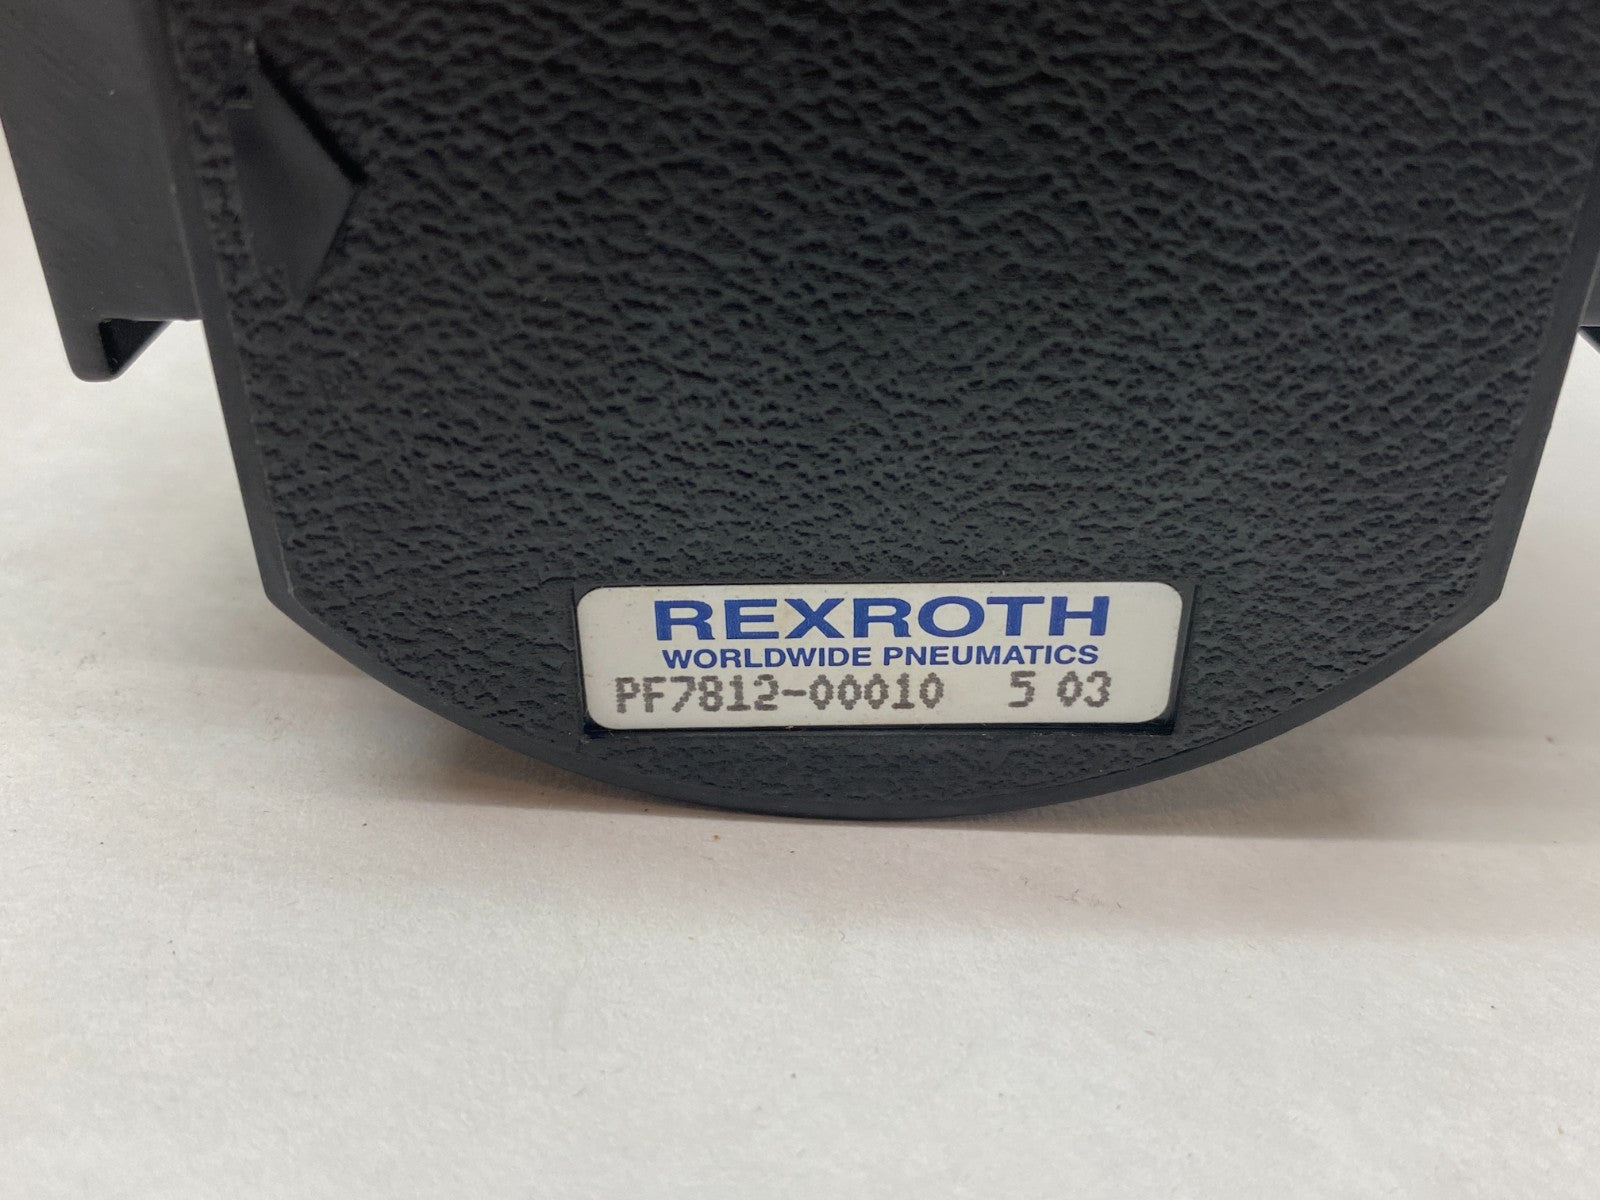 REXROTH
WORLDWIDE PNEUMATICS
PF7812-00010 5 03